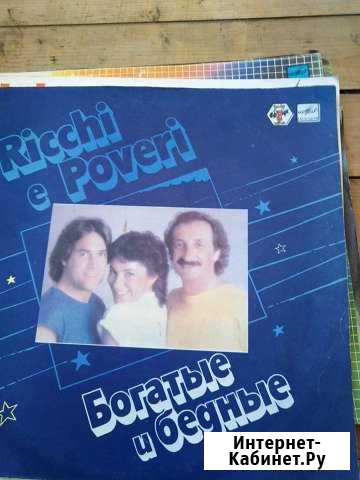 Ricchi
e Poveri
Богатые
и бедные
Интернет-
Кабинет.Ру